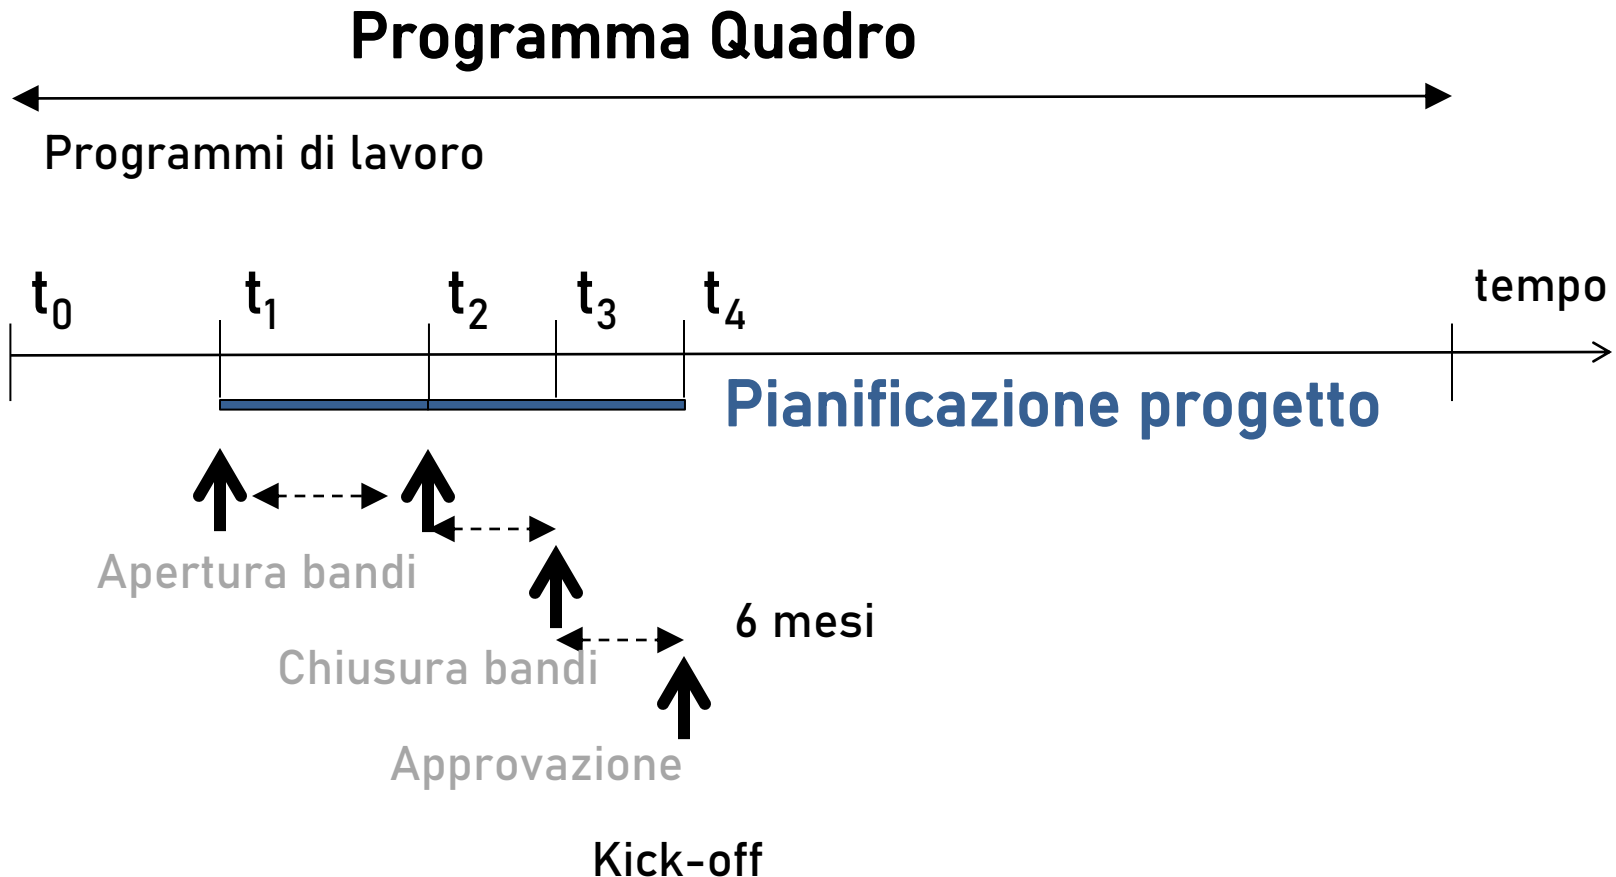 Programma Quadro
Programmi di lavoro
t0 t1 t2 t3 t4 tempo
Pianificazione progetto
Apertura bandi
6 mesi
Chiusura bandi
Approvazione
Kick-off